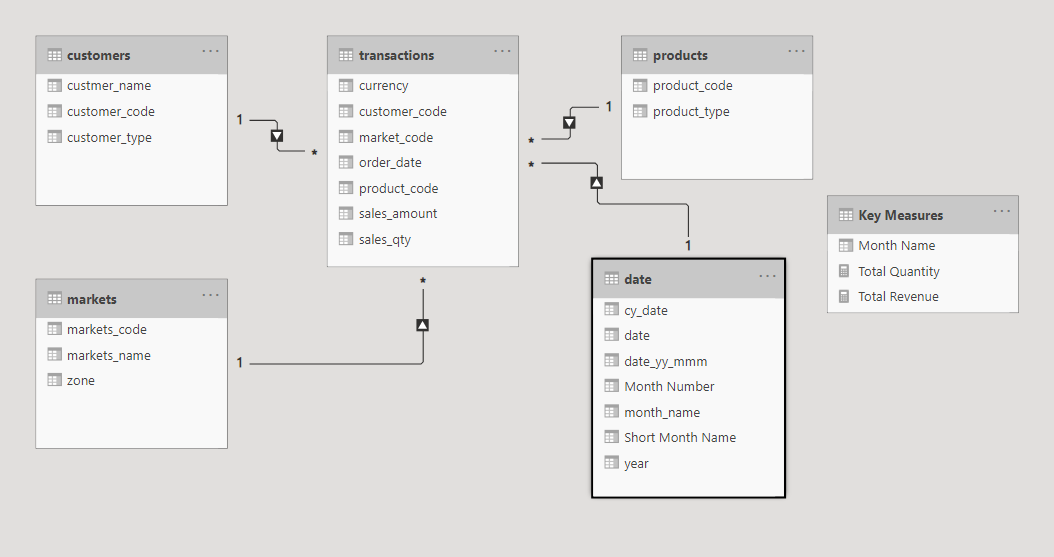 customers
...
custmer_name
customer_code
customer_type
transactions
...
currency
customer_code
market_code
order_date
product_code
sales_amount
sales_qty
products
...
product_code
product_type
1
*
1
*
*
1
*
1
Key Measures
...
Month Name
Total Quantity
Total Revenue
markets
...
markets_code
markets_name
zone
date
...
cy_date
date
date_yy_mmm
Month Number
month_name
Short Month Name
year